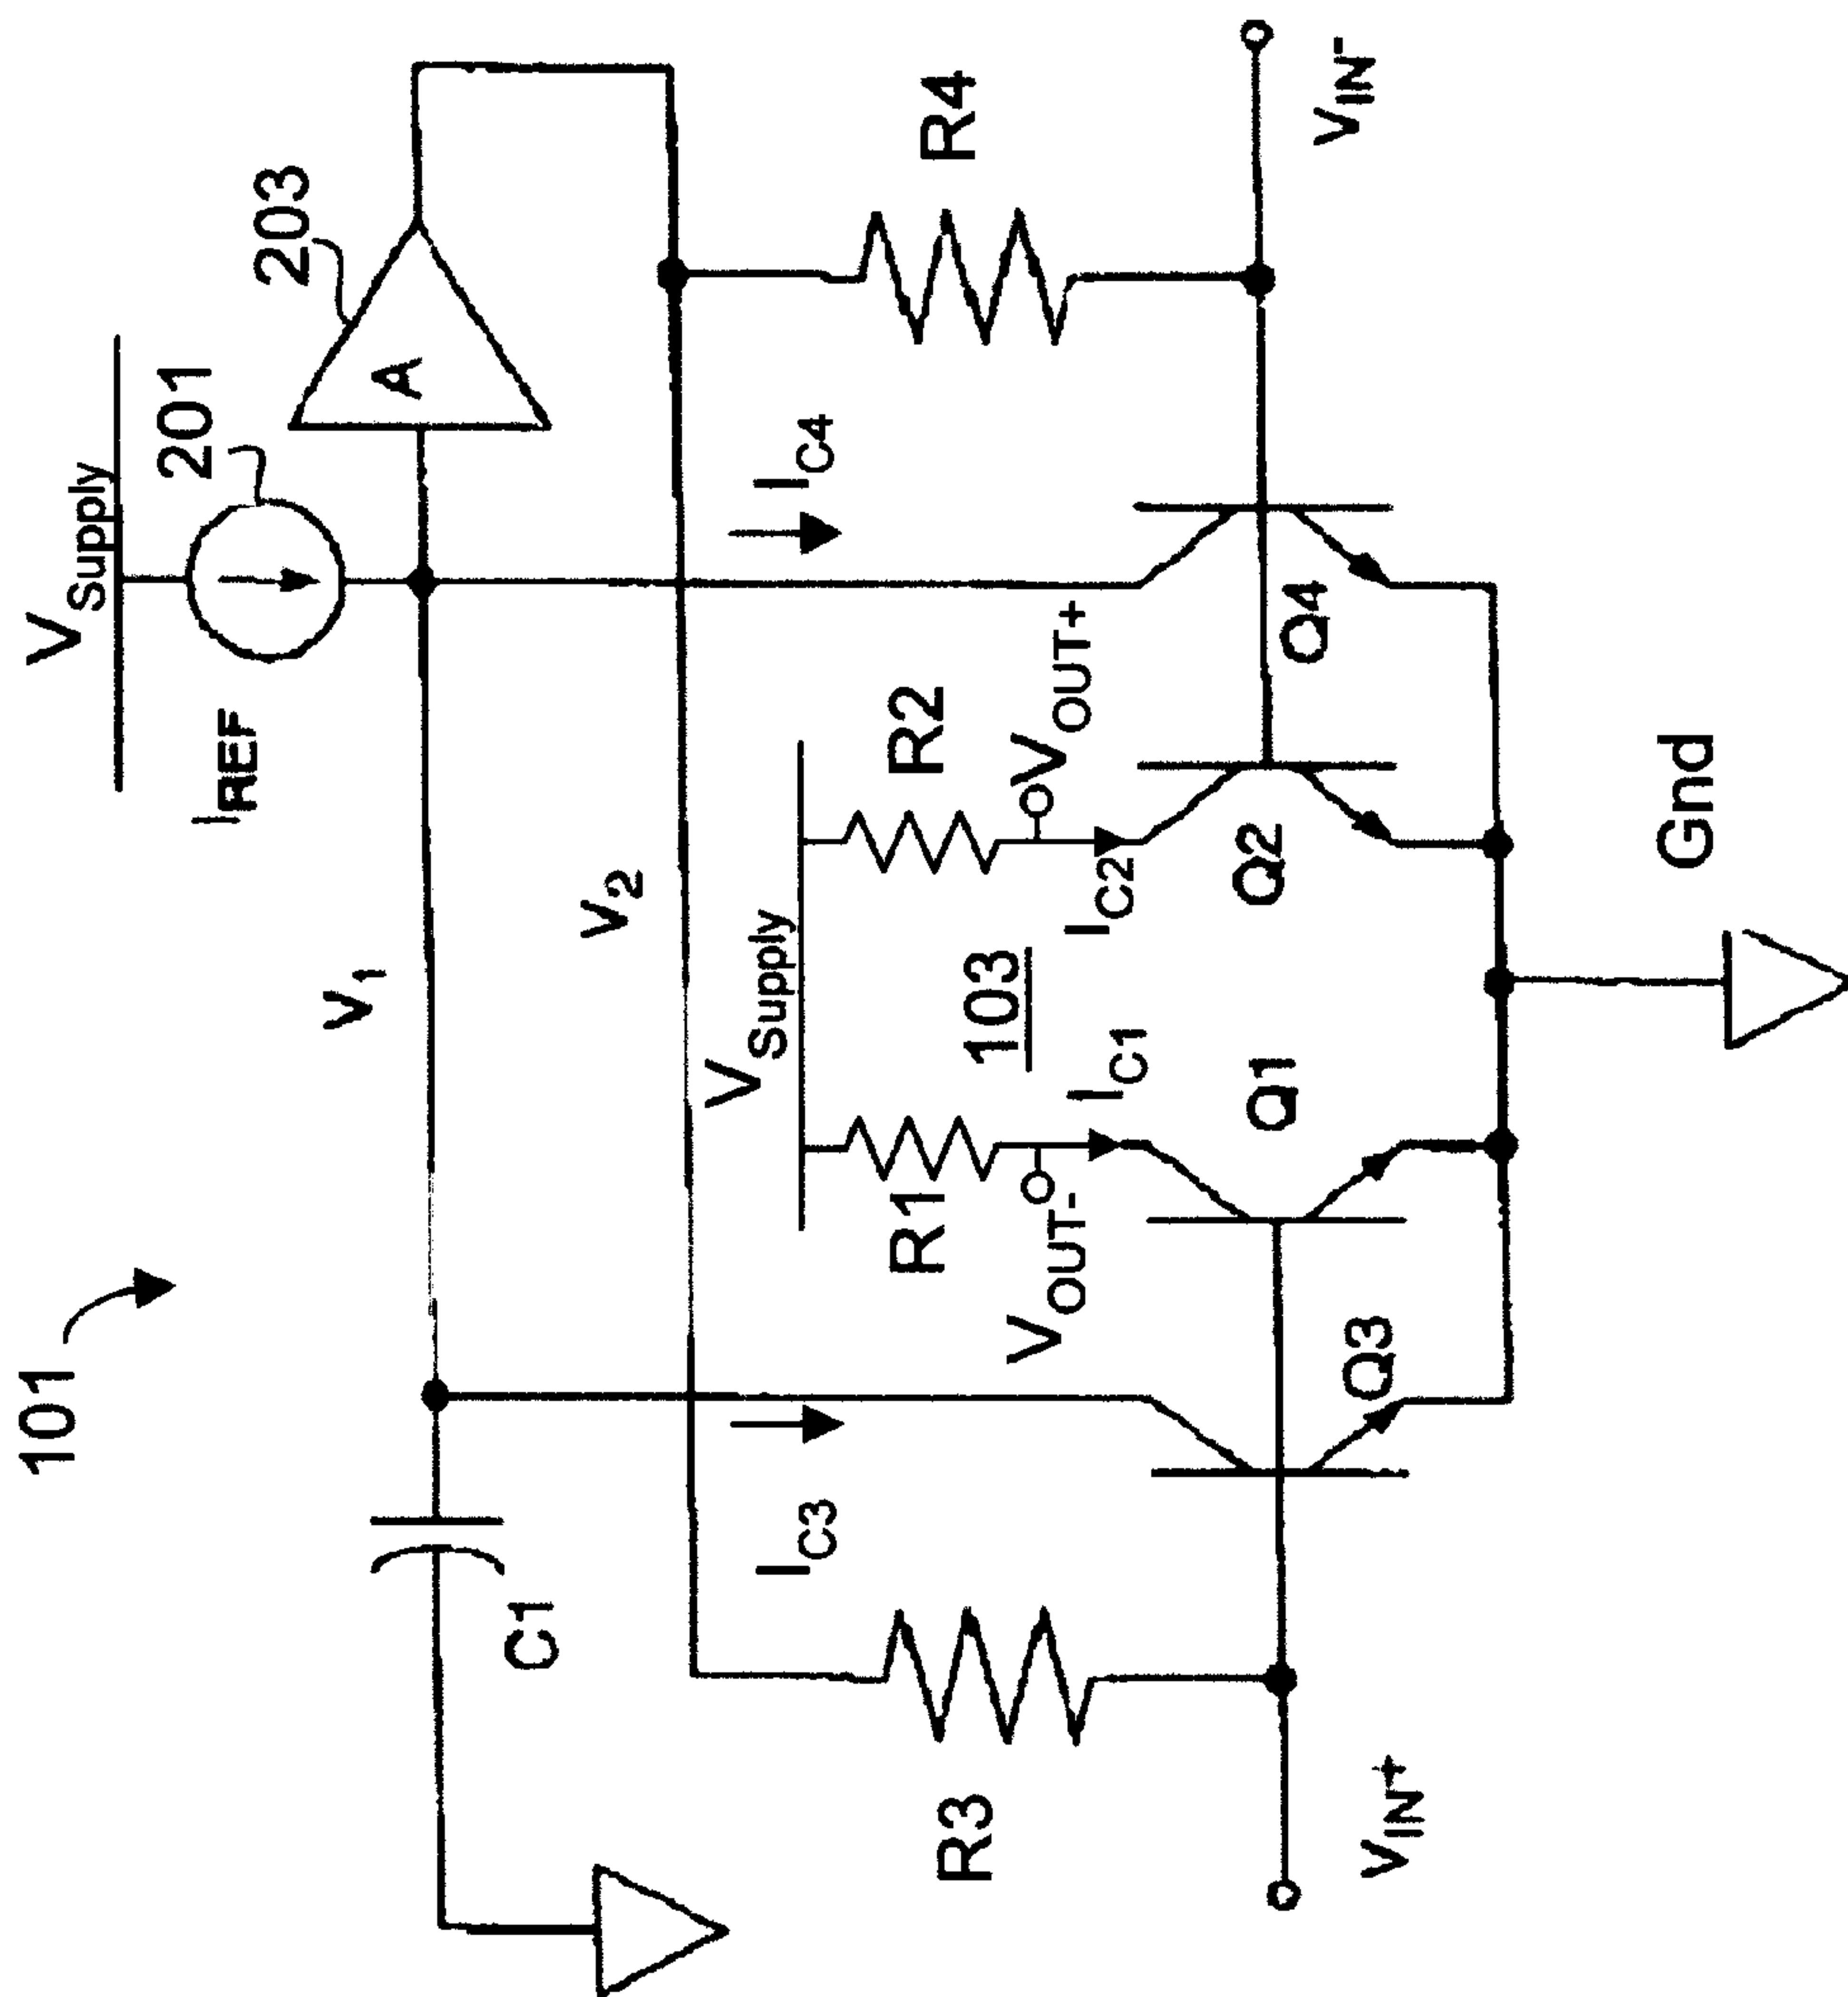 101
VSupply
IREF
201
203
A
V1
V2
C1
IC3
IC4
VSupply
R1
R2
R3
R4
VOUT-
VOUT+
103
IC1
IC2
Q3
Q1
Q2
Q4
VIN+
VIN-
Gnd